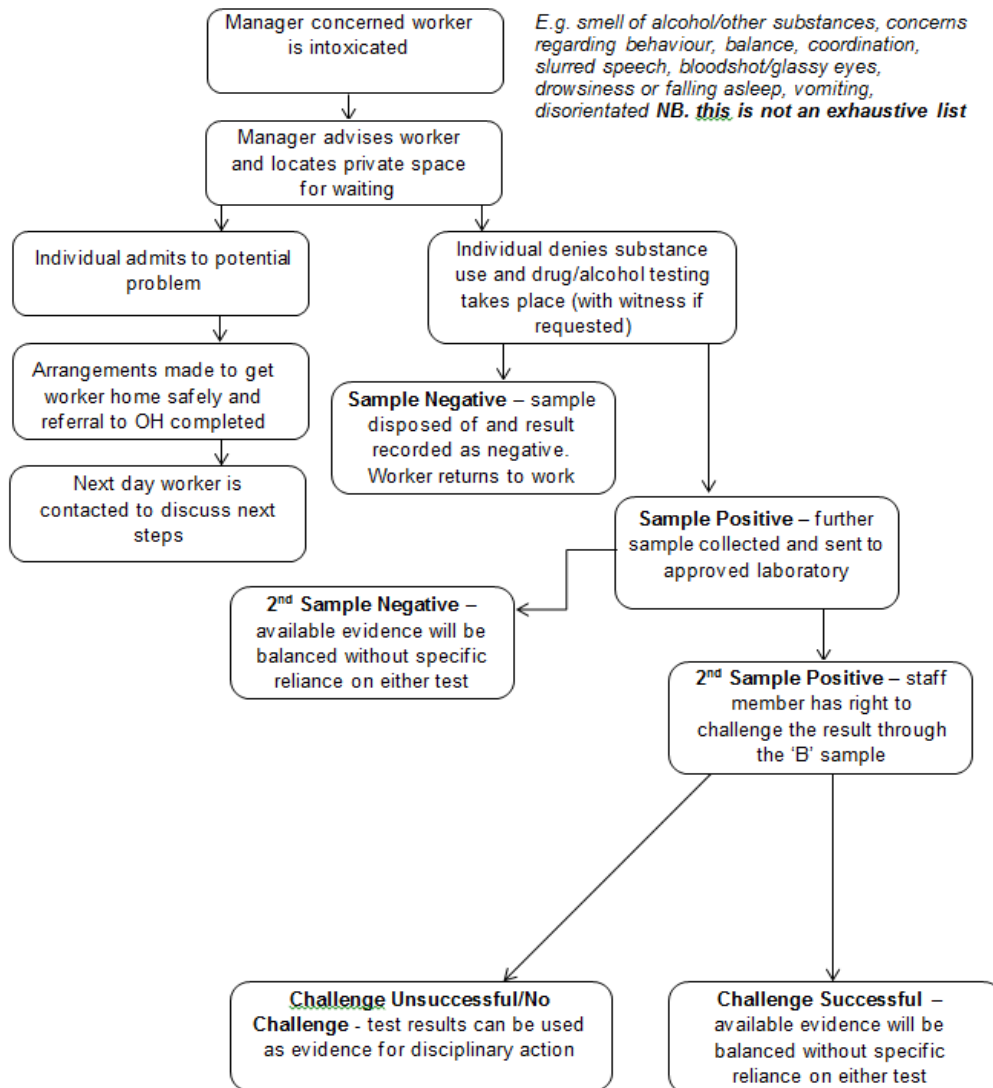 Manager concerned worker
is intoxicated
E.g. smell of alcohol/other substances, concerns
regarding behaviour, balance, coordination,
slurred speech, bloodshot/glassy eyes,
drowsiness or falling asleep, vomiting,
disorientated NB. this is not an exhaustive list
Manager advises worker
and locates private space
for waiting
Individual admits to potential
problem
Individual denies substance
use and drug/alcohol testing
takes place (with witness if
requested)
Arrangements made to get
worker home safely and
referral to OH completed
Sample Negative – sample
disposed of and result
recorded as negative.
Worker returns to work
Next day worker is
contacted to discuss next
steps
Sample Positive – further
sample collected and sent to
approved laboratory
2nd Sample Negative –
available evidence will be
balanced without specific
reliance on either test
2nd Sample Positive – staff
member has right to
challenge the result through
the ‘B’ sample
Challenge Unsuccessful/No
Challenge - test results can be used
as evidence for disciplinary action
Challenge Successful –
available evidence will be
balanced without specific
reliance on either test